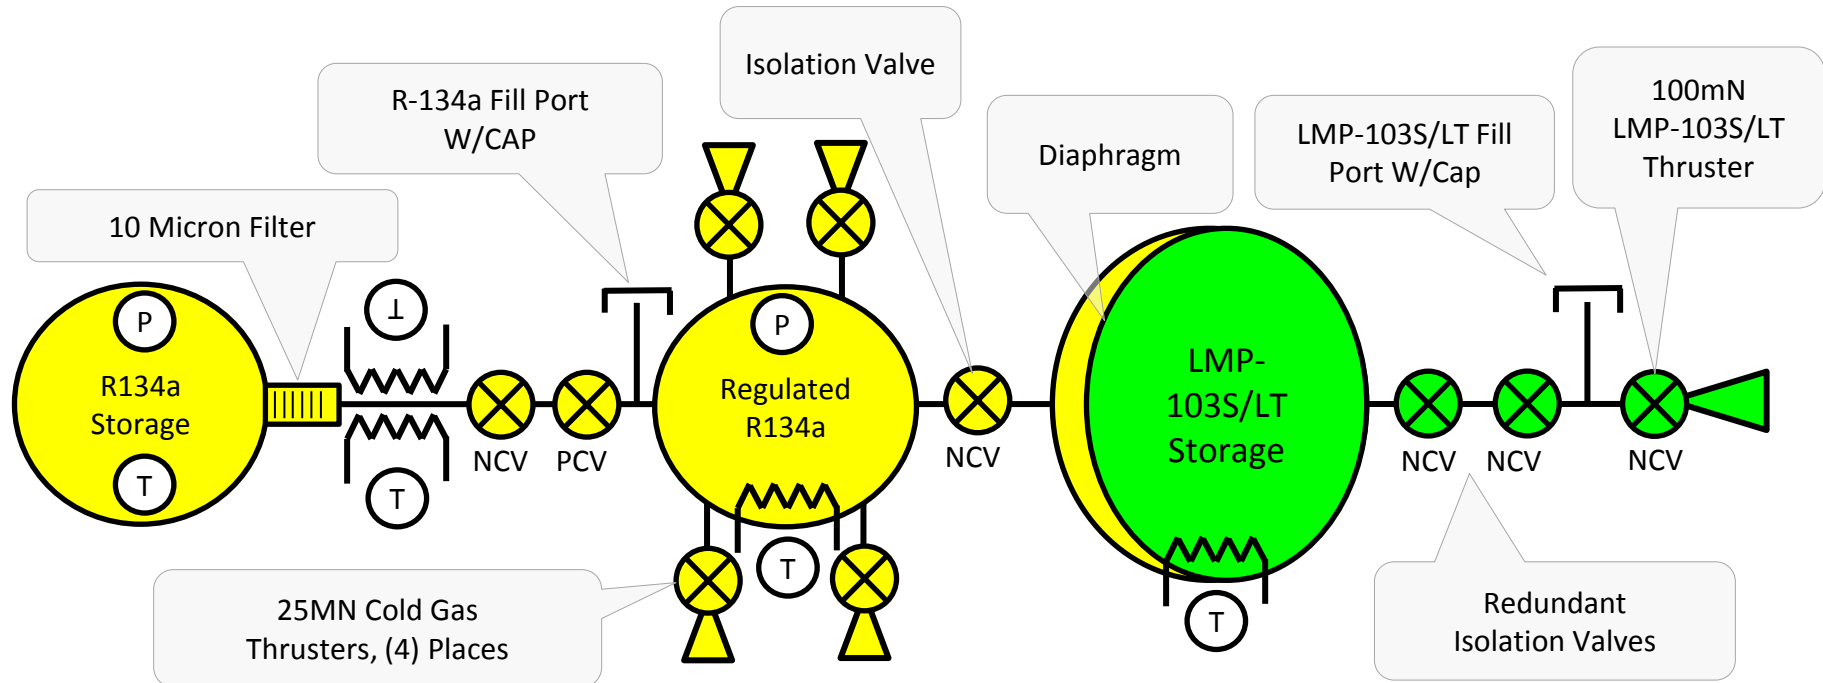 Isolation Valve
R-134a Fill Port
W/CAP
100mN
LMP-103S/LT
Thruster
LMP-103S/LT Fill
Port W/Cap
Diaphragm
10 Micron Filter
P
R134a
Storage
T
T
T
NCV
PCV
P
Regulated
R134a
T
NCV
LMP-
103S/LT
Storage
T
NCV
NCV
NCV
25MN Cold Gas
Thrusters, (4) Places
Redundant
Isolation Valves